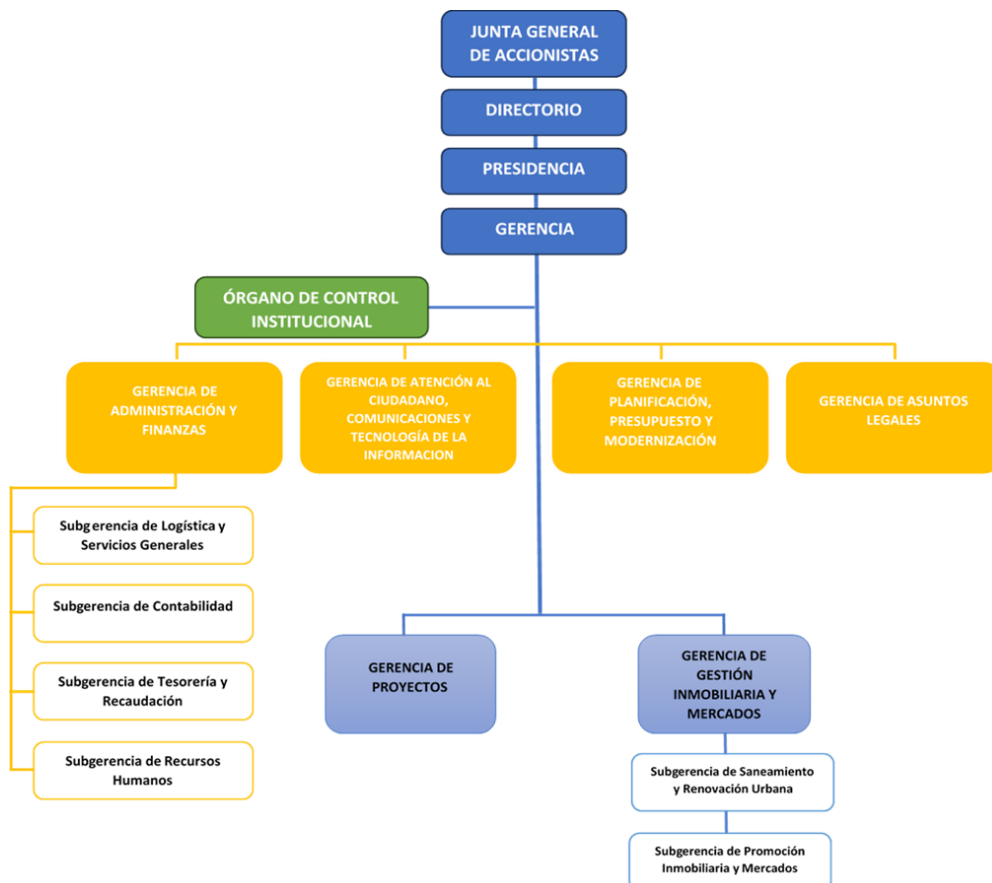 JUNTA GENERAL
DE ACCIONISTAS
DIRECTORIO
PRESIDENCIA
GERENCIA
ÓRGANO DE CONTROL
INSTITUCIONAL
GERENCIA DE
ADMINISTRACIÓN Y
FINANZAS
GERENCIA DE ATENCIÓN AL
CIUDADANO,
COMUNICACIONES Y
TECNOLOGÍA DE LA
INFORMACION
GERENCIA DE
PLANIFICACIÓN,
PRESUPUESTO Y
MODERNIZACIÓN
GERENCIA DE ASUNTOS
LEGALES
Subgerencia de Logística y
Servicios Generales
Subgerencia de Contabilidad
Subgerencia de Tesorería y
Recaudación
Subgerencia de Recursos
Humanos
GERENCIA DE
PROYECTOS
GERENCIA DE
GESTIÓN
INMOBILIARIA Y
MERCADOS
Subgerencia de Saneamiento
y Renovación Urbana
Subgerencia de Promoción
Inmobiliaria y Mercados